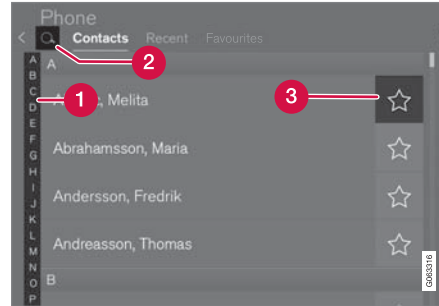 Phone
Contacts Recent Favourites
2
A
B
C
D
E
F
G
H
I
J
K
L
M
N
O
P
A
1
Melita
3
Abrahamsson, Maria
Andersson, Fredrik
Andreasson, Thomas
B
G063316